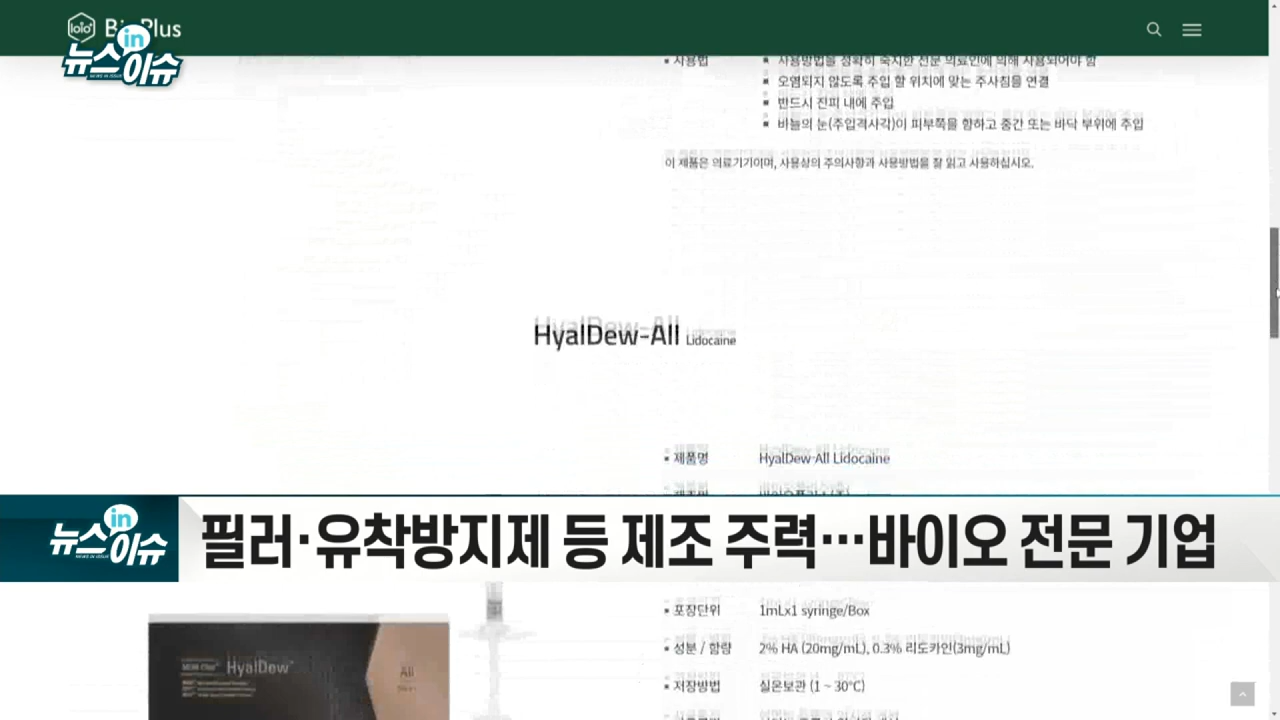 BioPlus
뉴스in이슈
NEWS IN ISSUE
사용법
사용방법을 정확히 숙지한 전문 의료인에 의해 사용되어야 함
오염되지 않도록 주입 할 위치에 맞는 주사침을 연결
반드시 진피 내에 주입
바늘의 눈(주입격사각)이 피부쪽을 향하고 중간 또는 바닥 부위에 주입
이 제품은 의료기기이며, 사용상의 주의사항과 사용방법을 잘 읽고 사용하십시오.
HyalDew-All Lidocaine
제품명 HyalDew-All Lidocaine
뉴스in이슈
NEWS IN ISSUE
필러·유착방지제 등 제조 주력…바이오 전문 기업
포장단위 1mLx1 syringe/Box
성분 / 함량 2% HA (20mg/mL), 0.3% 리도카인(3mg/mL)
HyalDew
All
저장방법 실온보관 (1 ~ 30℃)